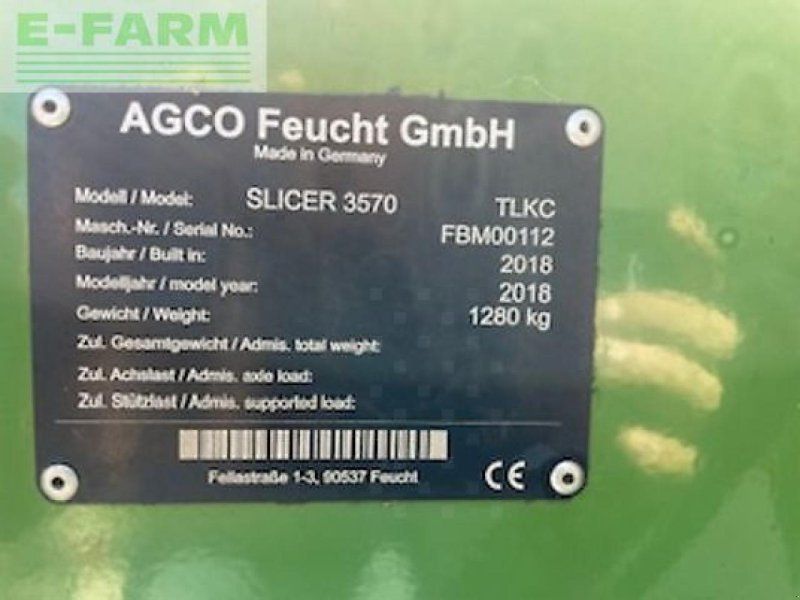 E-FARM
AGCO Feucht GmbH
Made in Germany
Modell / Model: SLICER 3570 TLKC
Masch.-Nr. / Serial No.: FBM00112
Baujahr / Built in: 2018
Modelljahr / model year: 2018
Gewicht / Weight: 1280 kg
Zul. Gesamtgewicht / Admis. total weight:
Zul. Achslast / Admis. axle load:
Zul. Stützlast / Admis. supported load:
Fellastraße 1-3, 90537 Feucht CE